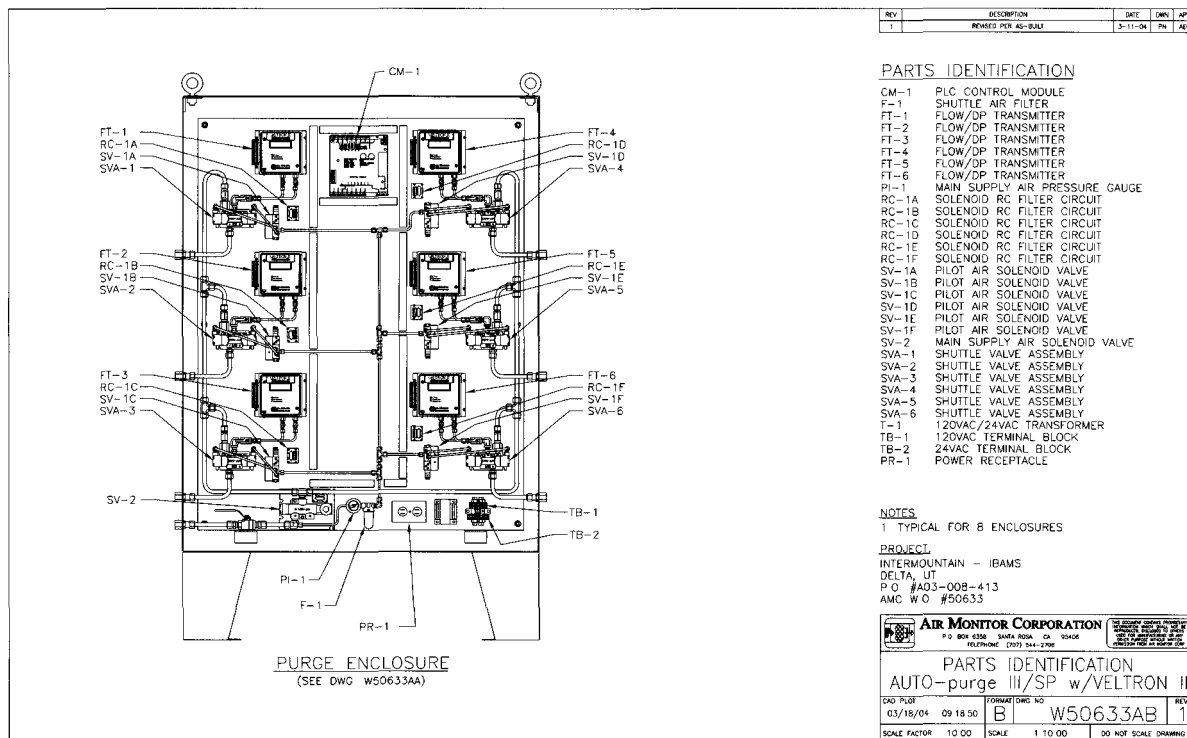 REV DESCRIPTION DATE DWN AP
1 REVISED PER AS-BUILT 3-11-04 PN
CM-1
FT-1
RC-1A
SV-1A
SVA-1
FT-4
RC-1D
SV-1D
SVA-4
FT-2
RC-1B
SV-1B
SVA-2
FT-5
RC-1E
SV-1E
SVA-5
FT-3
RC-1C
SV-1C
SVA-3
FT-6
RC-1F
SV-1F
SVA-6
SV-2
TB-1
TB-2
PI-1
F-1
PR-1
PURGE ENCLOSURE
(SEE DWG W50633AA)
PARTS IDENTIFICATION
CM-1 PLC CONTROL MODULE
F-1 SHUTTLE AIR FILTER
FT-1 FLOW/DP TRANSMITTER
FT-2 FLOW/DP TRANSMITTER
FT-3 FLOW/DP TRANSMITTER
FT-4 FLOW/DP TRANSMITTER
FT-5 FLOW/DP TRANSMITTER
FT-6 FLOW/DP TRANSMITTER
PI-1 MAIN SUPPLY AIR PRESSURE GAUGE
RC-1A SOLENOID RC FILTER CIRCUIT
RC-1B SOLENOID RC FILTER CIRCUIT
RC-1C SOLENOID RC FILTER CIRCUIT
RC-1D SOLENOID RC FILTER CIRCUIT
RC-1E SOLENOID RC FILTER CIRCUIT
RC-1F SOLENOID RC FILTER CIRCUIT
SV-1A PILOT AIR SOLENOID VALVE
SV-1B PILOT AIR SOLENOID VALVE
SV-1C PILOT AIR SOLENOID VALVE
SV-1D PILOT AIR SOLENOID VALVE
SV-1E PILOT AIR SOLENOID VALVE
SV-1F PILOT AIR SOLENOID VALVE
SV-2 MAIN SUPPLY AIR SOLENOID VALVE
SVA-1 SHUTTLE VALVE ASSEMBLY
SVA-2 SHUTTLE VALVE ASSEMBLY
SVA-3 SHUTTLE VALVE ASSEMBLY
SVA-4 SHUTTLE VALVE ASSEMBLY
SVA-5 SHUTTLE VALVE ASSEMBLY
SVA-6 SHUTTLE VALVE ASSEMBLY
T-1 120VAC/24VAC TRANSFORMER
TB-1 120VAC TERMINAL BLOCK
TB-2 24VAC TERMINAL BLOCK
PR-1 POWER RECEPTACLE
NOTES
1 TYPICAL FOR 8 ENCLOSURES
PROJECT.
INTERMOUNTAIN - IBAMS
DELTA, UT
P O #A03-008-413
AMC W O #50633
AIR MONITOR CORPORATION
P O BOX 6358 SANTA ROSA CA 95406
TELEPHONE (707) 544-2706
PARTS IDENTIFICATION
AUTO-purge III/SP w/VELTRON II
CAD PLOT FORMAT DWG NO REV
03/18/04 09 18 50 B W50633AB 1
SCALE FACTOR 10 00 SCALE 1 10 00 DO NOT SCALE DRAWING